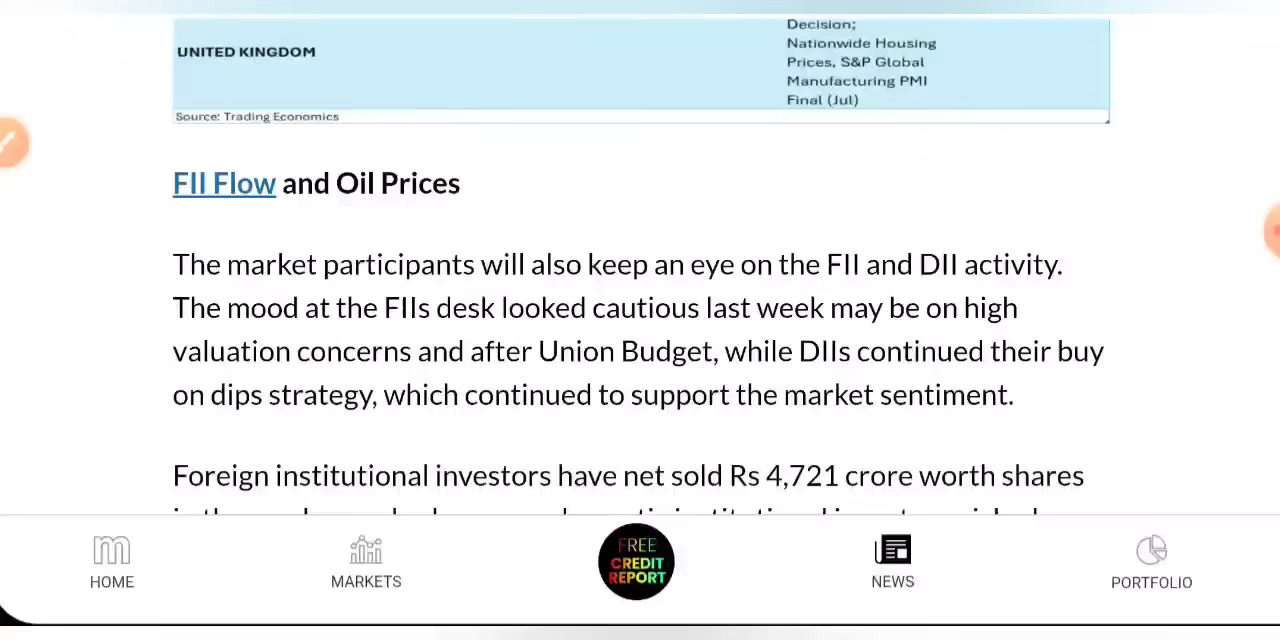 Decision;
UNITED KINGDOM
Nationwide Housing
Prices, S&P Global
Manufacturing PMI
Final (Jul)
Source: Trading Economics
FII Flow and Oil Prices
The market participants will also keep an eye on the FII and DII activity.
The mood at the FIIs desk looked cautious last week may be on high
valuation concerns and after Union Budget, while DIIs continued their buy
on dips strategy, which continued to support the market sentiment.
Foreign institutional investors have net sold Rs 4,721 crore worth shares
FREE
CREDIT
REPORT
HOME
MARKETS
NEWS
PORTFOLIO